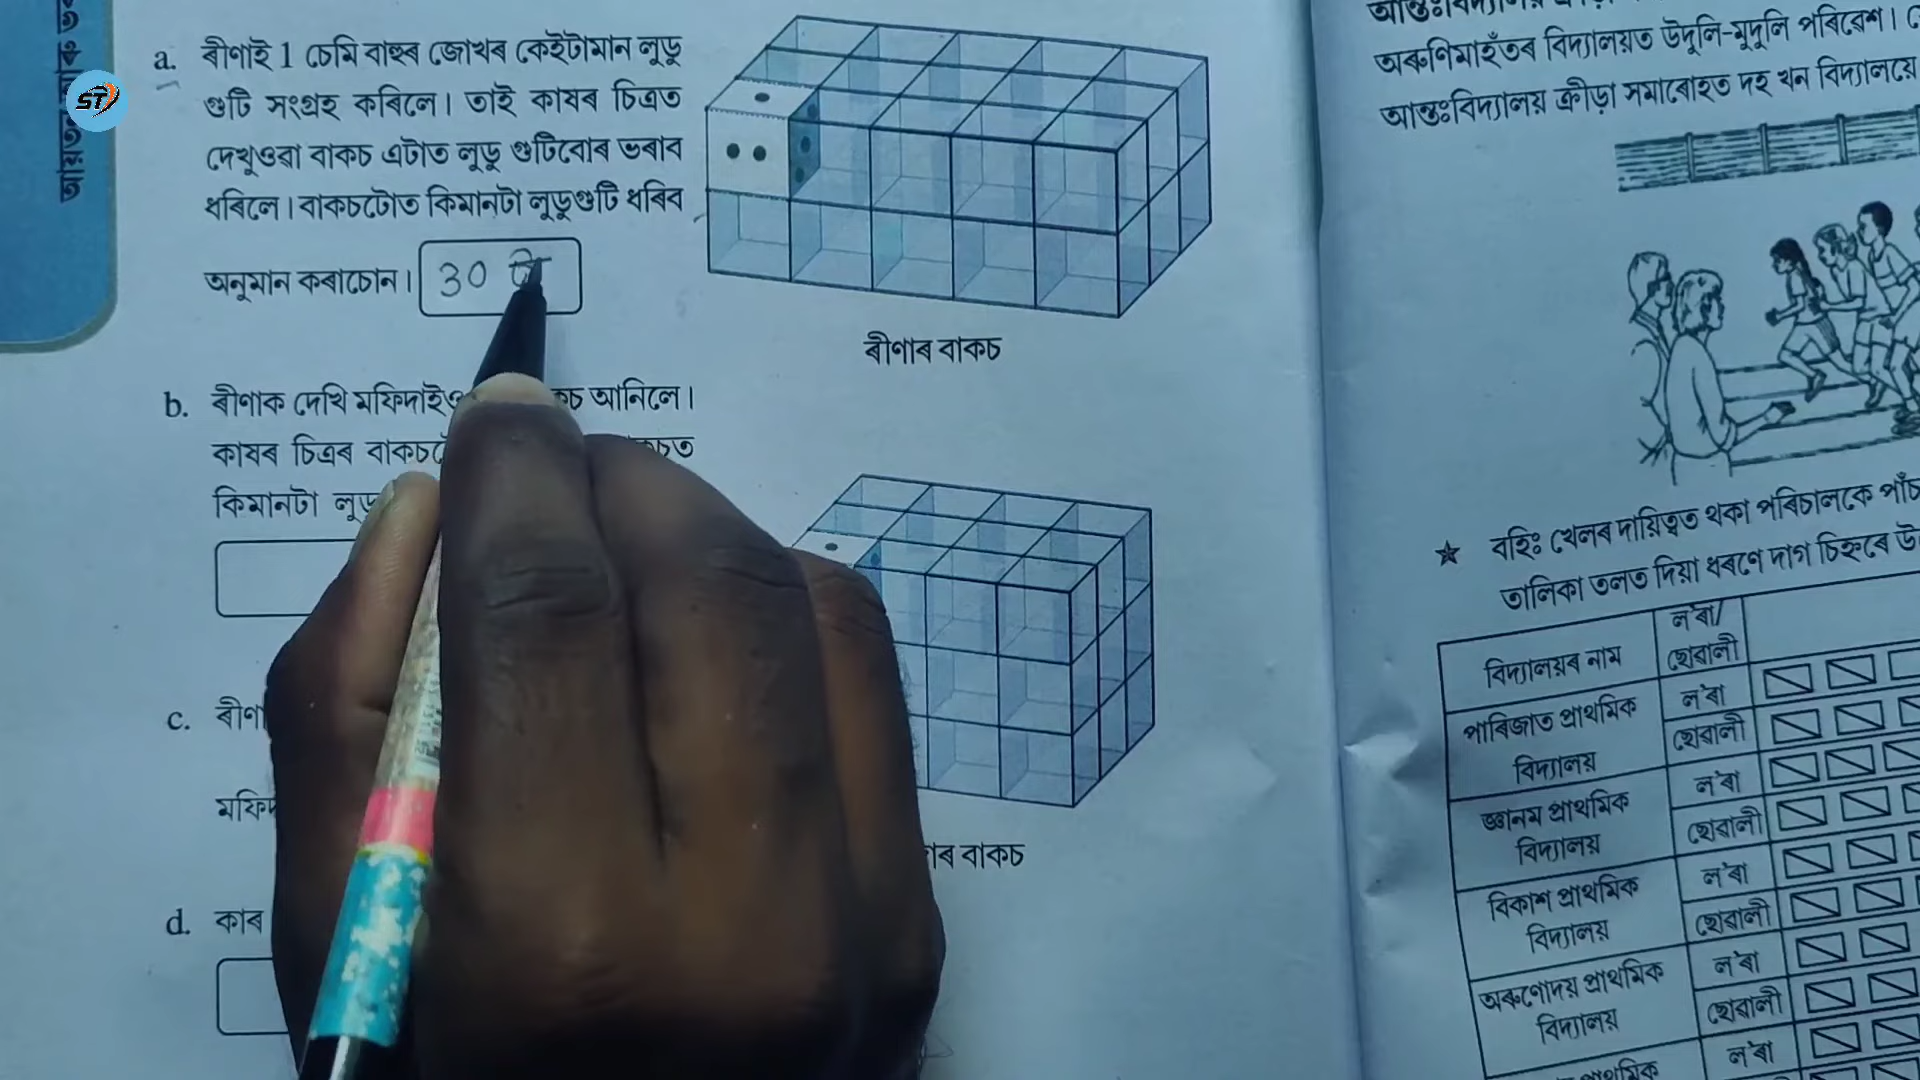 ST
a. ৰীণাই 1 চেমি বাহুৰ জোখৰ কেইটামান লুডু
গুটি সংগ্ৰহ কৰিলে। তাই কাষৰ চিত্ৰত
দেখুওৱা বাকচ এটাত লুডু গুটিবোৰ ভৰাব
ধৰিলে। বাকচটোত কিমানটা লুডুগুটি ধৰিব
অনুমান কৰাচোন। 30
ৰীণাৰ বাকচ
b. ৰীণাক দেখি মফিদাইও
আনিলে।
কাষৰ চিত্ৰৰ
কিমানটা
বাকচ
c.
d. কাৰ
অৰুণিমাহঁতৰ বিদ্যালয়ত উদুলি-মুদুলি পৰিৱেশ।
আন্তঃবিদ্যালয় ক্ৰীড়া সমাৰোহত দহ খন বিদ্যালয়ে
★ বহিঃ খেলৰ দায়িত্বত থকা পৰিচালকে
তালিকা তলত দিয়া ধৰণে দাগ চিহ্নৰে
বিদ্যালয়ৰ নাম
ল'ৰা/
ছোৱালী
পাৰিজাত প্ৰাথমিক
বিদ্যালয়
ল'ৰা
ছোৱালী
জ্ঞানম প্ৰাথমিক
বিদ্যালয়
ল'ৰা
ছোৱালী
বিকাশ প্ৰাথমিক
বিদ্যালয়
ল'ৰা
ছোৱালী
অৰুণোদয় প্ৰাথমিক
বিদ্যালয়
ল'ৰা
ছোৱালী
ল'ৰা